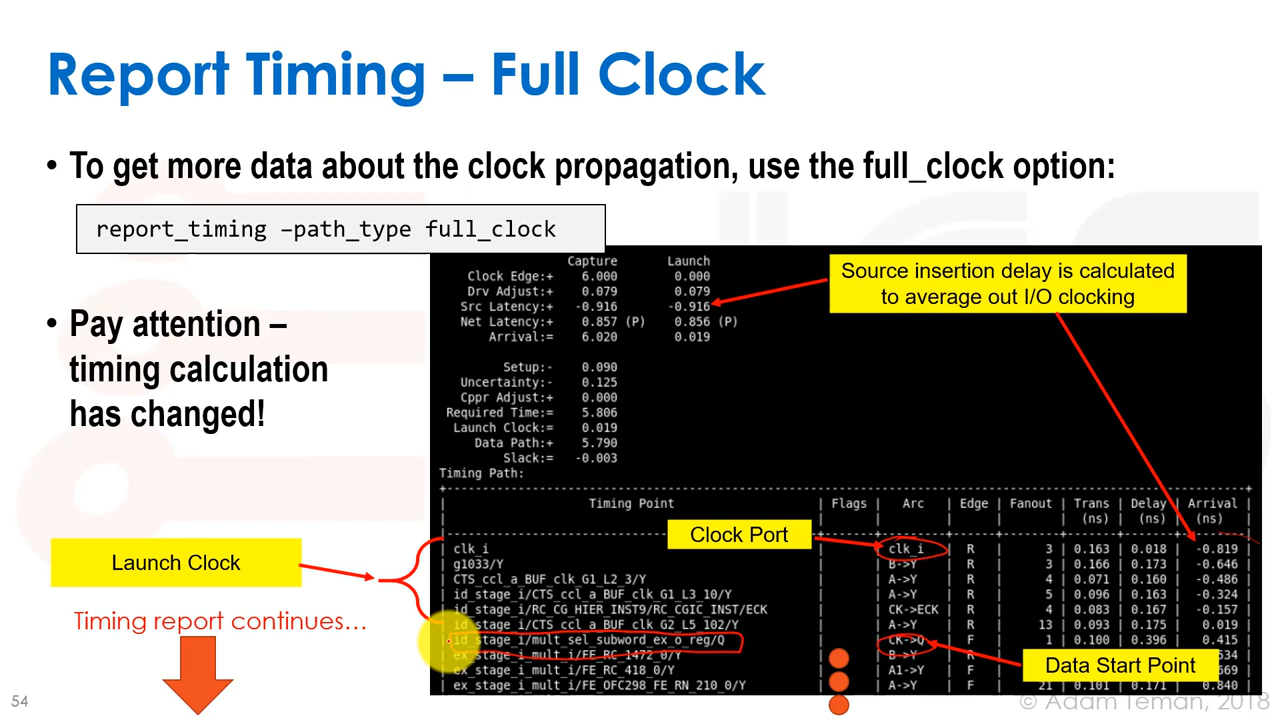 Report Timing – Full Clock
• To get more data about the clock propagation, use the full_clock option:
report_timing –path_type full_clock
• Pay attention –
timing calculation
has changed!
Capture Launch
Clock Edge:+ 6.000 0.000
Drv Adjust:+ 0.079 0.079
Src Latency:+ -0.916 -0.916
Net Latency:+ 0.857 (P) 0.856 (P)
Arrival:= 6.020 0.019
Setup:- 0.090
Uncertainty:- 0.125
Cppr Adjust:+ 0.000
Required Time:= 5.806
Launch Clock:= 0.019
Data Path:+ 5.790
Slack:= -0.003
Timing Path:
Source insertion delay is calculated
to average out I/O clocking
Timing Point Flags Arc Edge Fanout Trans Delay Arrival
(ns) (ns) (ns)
Clock Port
clk_i clk_i R 3 0.163 0.018 -0.819
g1033/Y B->Y R 3 0.166 0.173 -0.646
CTS_ccl_a_BUF_clk_G1_L2_3/Y A->Y R 4 0.071 0.160 -0.486
id_stage_i/CTS_ccl_a_BUF_clk_G1_L3_10/Y A->Y R 5 0.096 0.163 -0.324
id_stage_i/RC_CG_HIER_INST9/RC_CGIC_INST/ECK CK->ECK R 4 0.083 0.167 -0.157
id_stage_i/CTS_ccl_a_BUF_clk_G2_L5_102/Y A->Y R 13 0.093 0.175 0.019
id_stage_i/mult_sel_subword_ex_o_reg/Q CK->Q F 1 0.100 0.396 0.415
ex_stage_i_mult_i/FE_RC_1472_0/Y B->Y R
ex_stage_i_mult_i/FE_RC_418_0/Y A1->Y F
ex_stage_i_mult_i/FE_OFC298_FE_RN_210_0/Y A->Y F 21 0.101 0.171 0.840
Launch Clock
Data Start Point
Timing report continues...
54
© Adam Teman, 2018